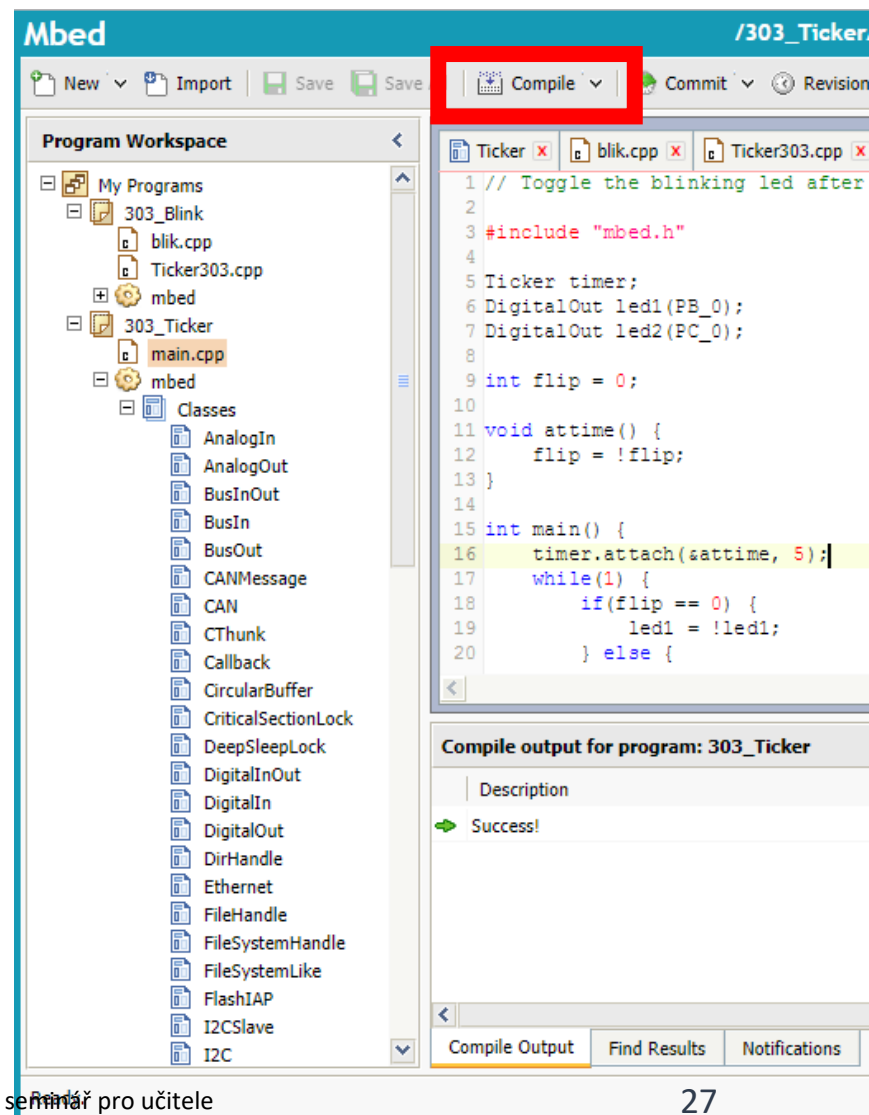 Mbed /303_Ticker/
New Import Save Save Compile Commit Revision
Program Workspace
My Programs
303_Blink
blik.cpp
Ticker303.cpp
mbed
303_Ticker
main.cpp
mbed
Classes
AnalogIn
AnalogOut
BusInOut
BusIn
BusOut
CANMessage
CAN
CThunk
Callback
CircularBuffer
CriticalSectionLock
DeepSleepLock
DigitalInOut
DigitalIn
DigitalOut
DirHandle
Ethernet
FileHandle
FileSystemHandle
FileSystemLike
FlashIAP
I2CSlave
I2C
Ticker blik.cpp Ticker303.cpp
1 // Toggle the blinking led after
2
3 #include "mbed.h"
4
5 Ticker timer;
6 DigitalOut led1(PB_0);
7 DigitalOut led2(PC_0);
8
9 int flip = 0;
10
11 void attime() {
12 flip = !flip;
13 }
14
15 int main() {
16 timer.attach(&attime, 5);
17 while(1) {
18 if(flip == 0) {
19 led1 = !led1;
20 } else {
Compile output for program: 303_Ticker
Description
Success!
Compile Output Find Results Notifications
Ready.
seminář pro učitele 27